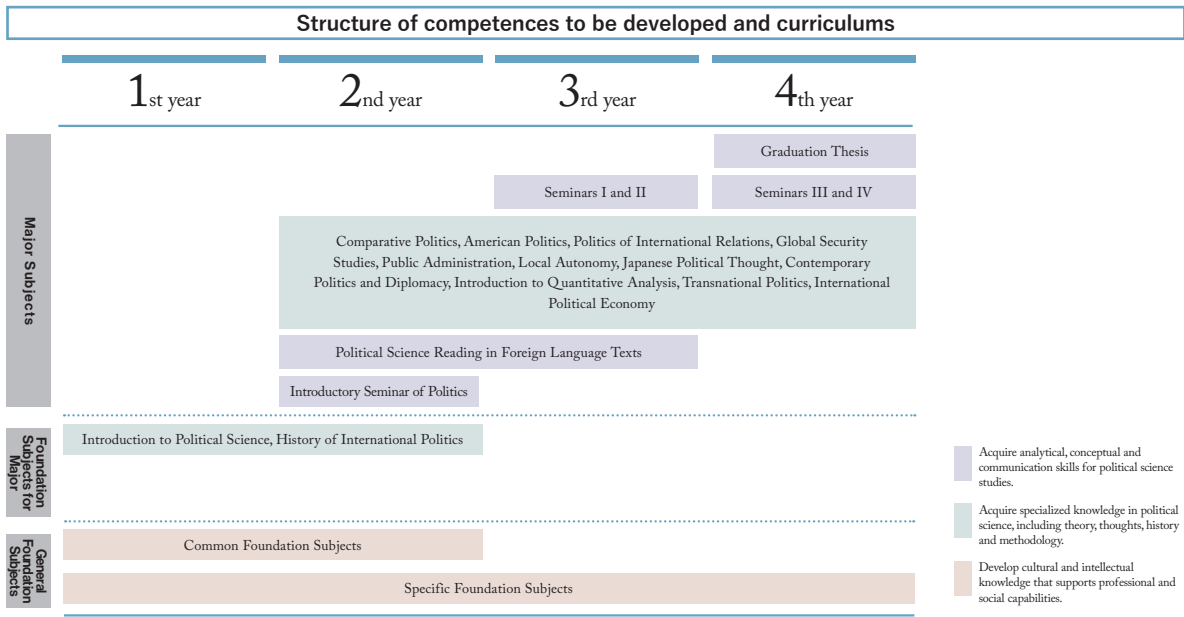 Structure of competences to be developed and curriculums
1st year
2nd year
3rd year
4th year
Major Subjects
Graduation Thesis
Seminars I and II
Seminars III and IV
Comparative Politics, American Politics, Politics of International Relations, Global Security
Studies, Public Administration, Local Autonomy, Japanese Political Thought, Contemporary
Politics and Diplomacy, Introduction to Quantitative Analysis, Transnational Politics, International
Political Economy
Political Science Reading in Foreign Language Texts
Introductory Seminar of Politics
Foundation
Subjects for
Major
Introduction to Political Science, History of International Politics
General
Foundation
Subjects
Common Foundation Subjects
Specific Foundation Subjects
Acquire analytical, conceptual and
communication skills for political science
studies.
Acquire specialized knowledge in political
science, including theory, thoughts, history
and methodology.
Develop cultural and intellectual
knowledge that supports professional and
social capabilities.